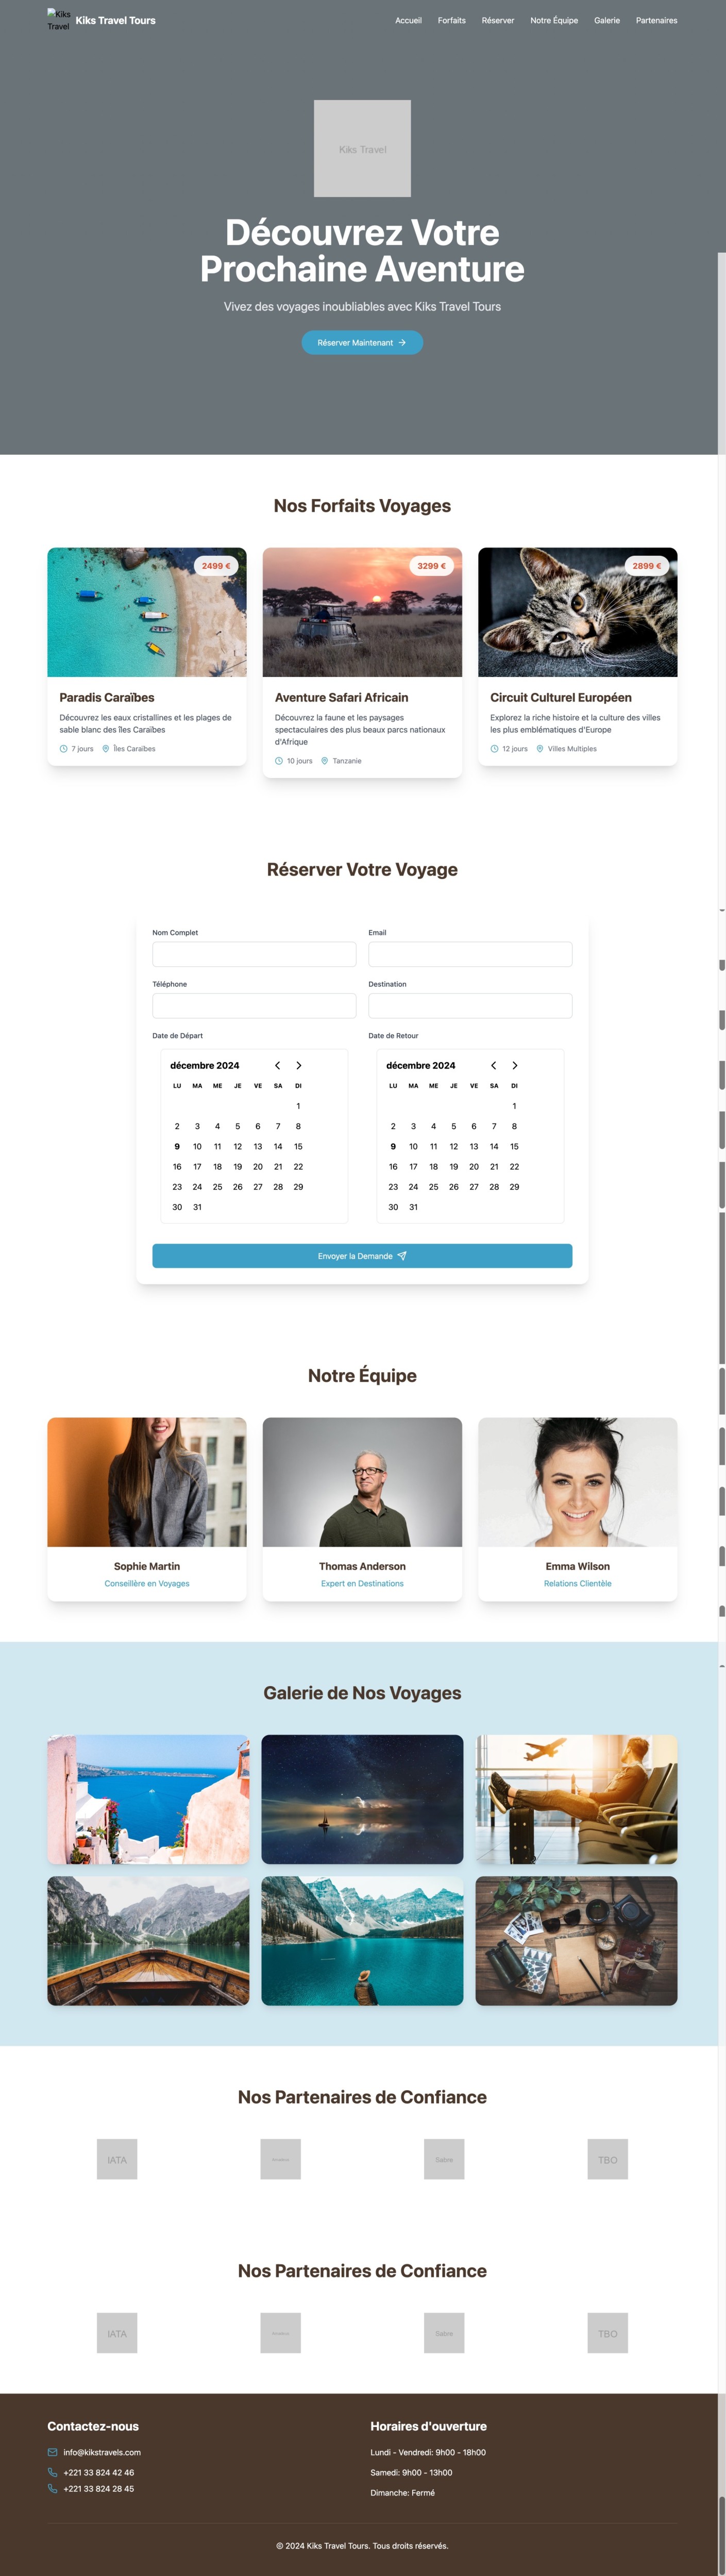 Kiks
Travel
Kiks Travel Tours
Accueil Forfaits Réserver Notre Équipe Galerie Partenaires
Kiks Travel
Découvrez Votre
Prochaine Aventure
Vivez des voyages inoubliables avec Kiks Travel Tours
Réserver Maintenant
Nos Forfaits Voyages
2499 €
3299 €
2899 €
Paradis Caraïbes
Découvrez les eaux cristallines et les plages de
sable blanc des îles Caraïbes
7 jours Îles Caraïbes
Aventure Safari Africain
Découvrez la faune et les paysages
spectaculaires des plus beaux parcs nationaux
d'Afrique
10 jours Tanzanie
Circuit Culturel Européen
Explorez la riche histoire et la culture des villes
les plus emblématiques d'Europe
12 jours Villes Multiples
Réserver Votre Voyage
Nom Complet Email
Téléphone Destination
Date de Départ Date de Retour
décembre 2024
LU MA ME JE VE SA DI
1
2 3 4 5 6 7 8
9 10 11 12 13 14 15
16 17 18 19 20 21 22
23 24 25 26 27 28 29
30 31
décembre 2024
LU MA ME JE VE SA DI
1
2 3 4 5 6 7 8
9 10 11 12 13 14 15
16 17 18 19 20 21 22
23 24 25 26 27 28 29
30 31
Envoyer la Demande
Notre Équipe
Sophie Martin
Conseillère en Voyages
Thomas Anderson
Expert en Destinations
Emma Wilson
Relations Clientèle
Galerie de Nos Voyages
Nos Partenaires de Confiance
IATA Sabre TBO
Nos Partenaires de Confiance
IATA Sabre TBO
Contactez-nous
info@kikstravels.com
+221 33 824 42 46
+221 33 824 28 45
Horaires d'ouverture
Lundi - Vendredi: 9h00 - 18h00
Samedi: 9h00 - 13h00
Dimanche: Fermé
© 2024 Kiks Travel Tours. Tous droits réservés.